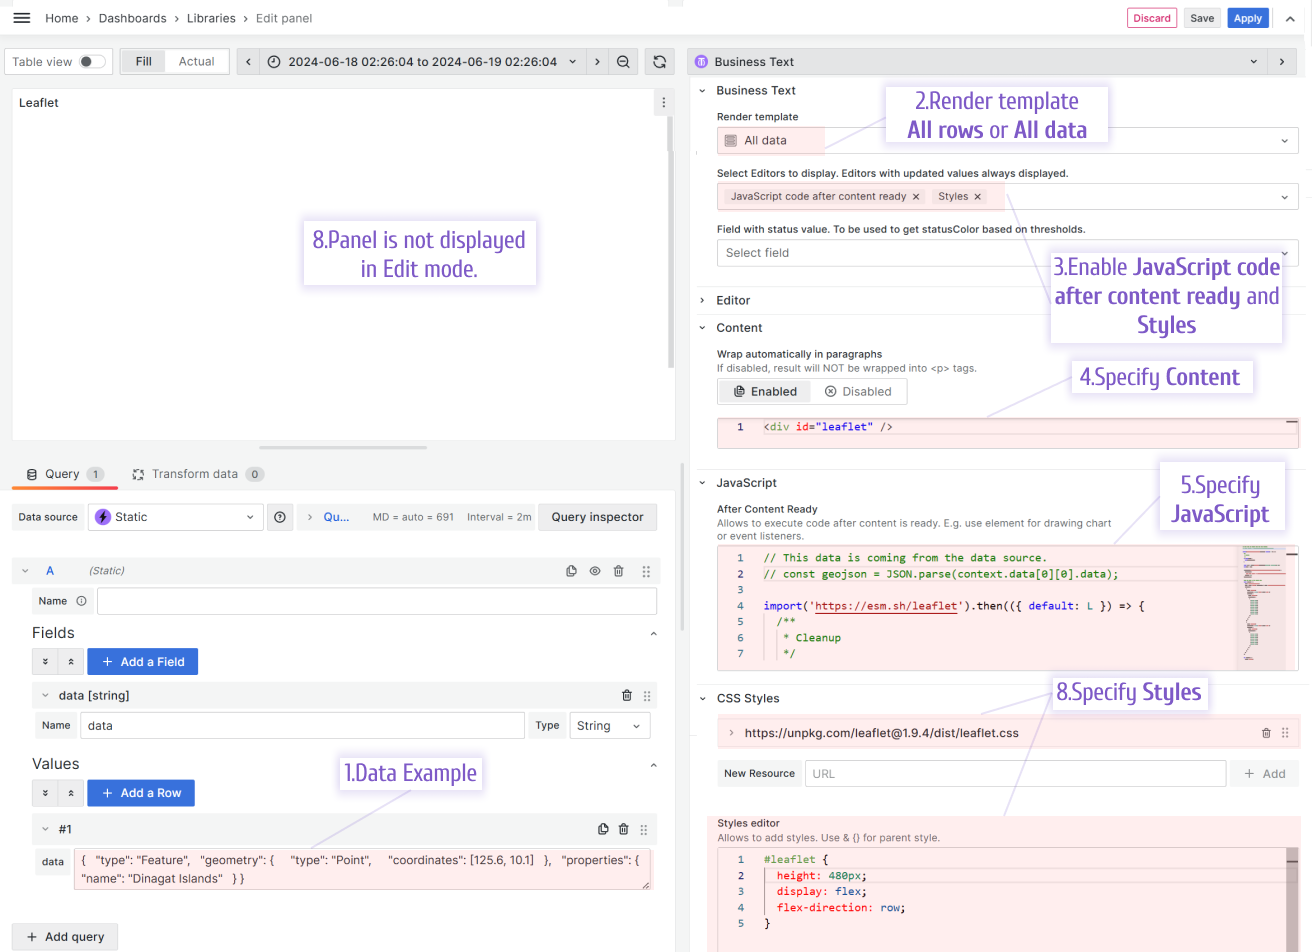 Home › Dashboards › Libraries › Edit panel
Discard Save Apply
Table view Fill Actual 2024-06-18 02:26:04 to 2024-06-19 02:26:04
Business Text
Leaflet
8.Panel is not displayed
in Edit mode.
Query 1 Transform data 0
Data source Static Qu... MD = auto = 691 Interval = 2m Query inspector
A (Static)
Name
Fields
+ Add a Field
data [string]
Name data Type String
Values
1.Data Example
+ Add a Row
#1
data { "type": "Feature", "geometry": { "type": "Point", "coordinates": [125.6, 10.1] }, "properties": {
"name": "Dinagat Islands" } }
+ Add query
Business Text
2.Render template
All rows or All data
Render template
All data
Select Editors to display. Editors with updated values always displayed.
JavaScript code after content ready × Styles ×
Field with status value. To be used to get statusColor based on thresholds.
Select field
3.Enable JavaScript code
after content ready and
Styles
Editor
Content
Wrap automatically in paragraphs
If disabled, result will NOT be wrapped into <p> tags.
4.Specify Content
Enabled Disabled
1 <div id="leaflet" />
JavaScript
5.Specify
JavaScript
After Content Ready
Allows to execute code after content is ready. E.g. use element for drawing chart
or event listeners.
1 // This data is coming from the data source.
2 // const geojson = JSON.parse(context.data[0][0].data);
3
4 import('https://esm.sh/leaflet').then(({ default: L }) => {
5 /**
6 * Cleanup
7 */
8.Specify Styles
CSS Styles
https://unpkg.com/leaflet@1.9.4/dist/leaflet.css
New Resource URL + Add
Styles editor
Allows to add styles. Use & {} for parent style.
1 #leaflet {
2 height: 480px;
3 display: flex;
4 flex-direction: row;
5 }